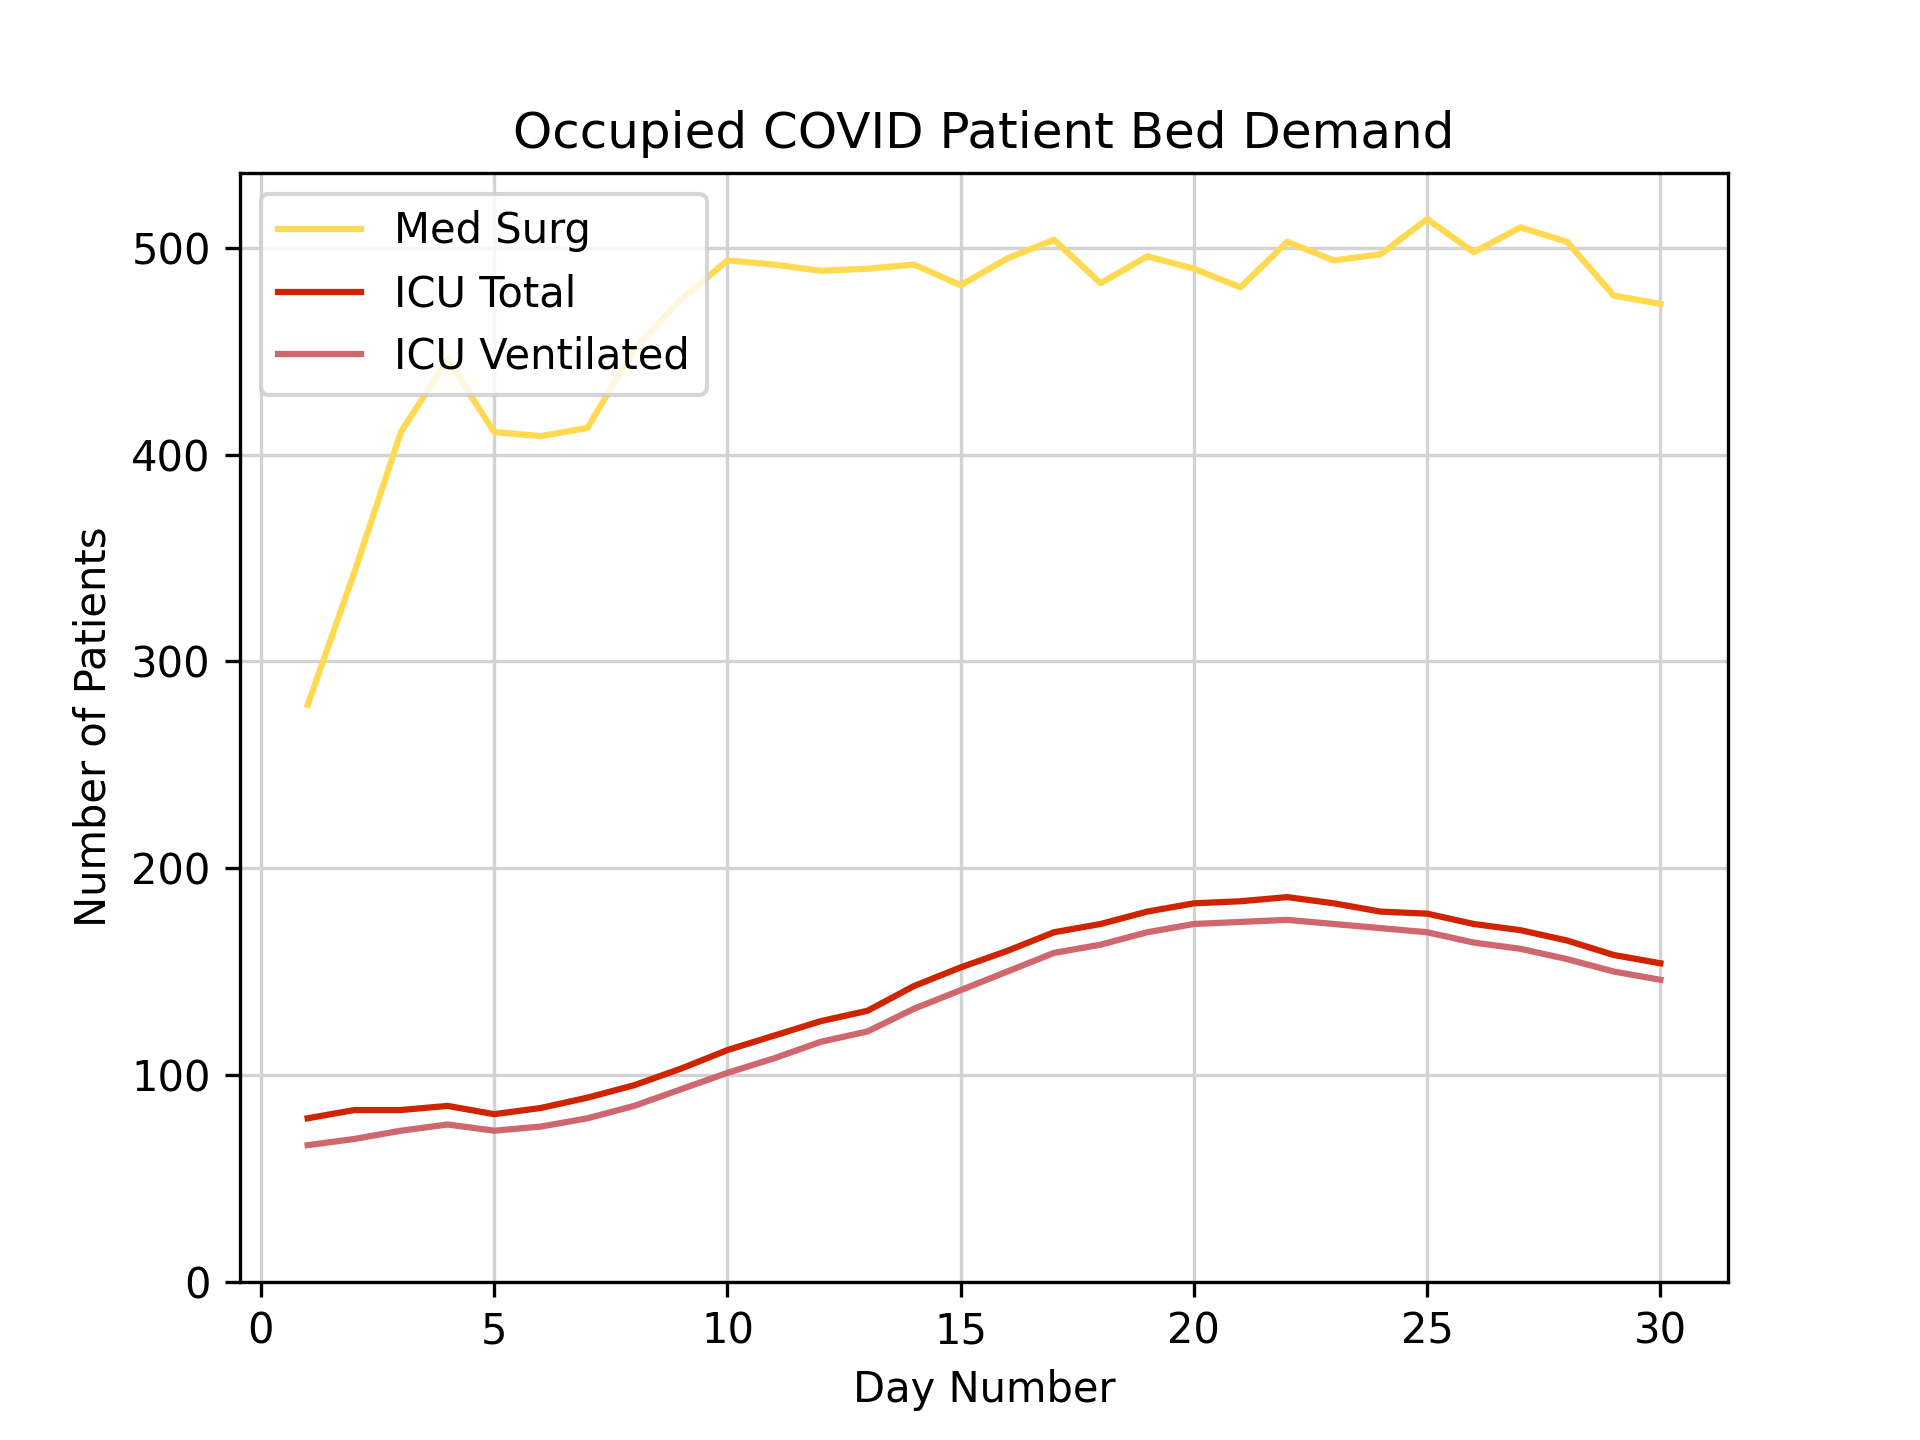 Occupied COVID Patient Bed Demand
Med Surg
ICU Total
ICU Ventilated
500
400
300
200
100
0
Number of Patients
0 5 10 15 20 25 30
Day Number